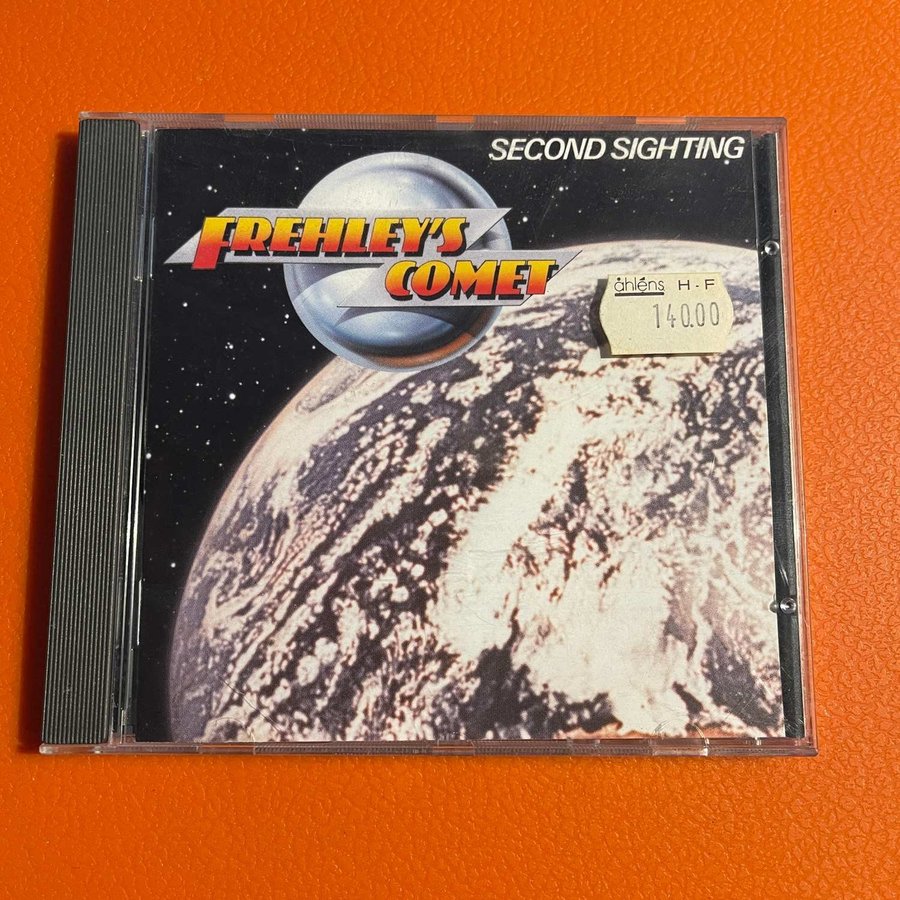 SECOND SIGHTING
FREHLEY'S
COMET
åhléns H-F
140.00